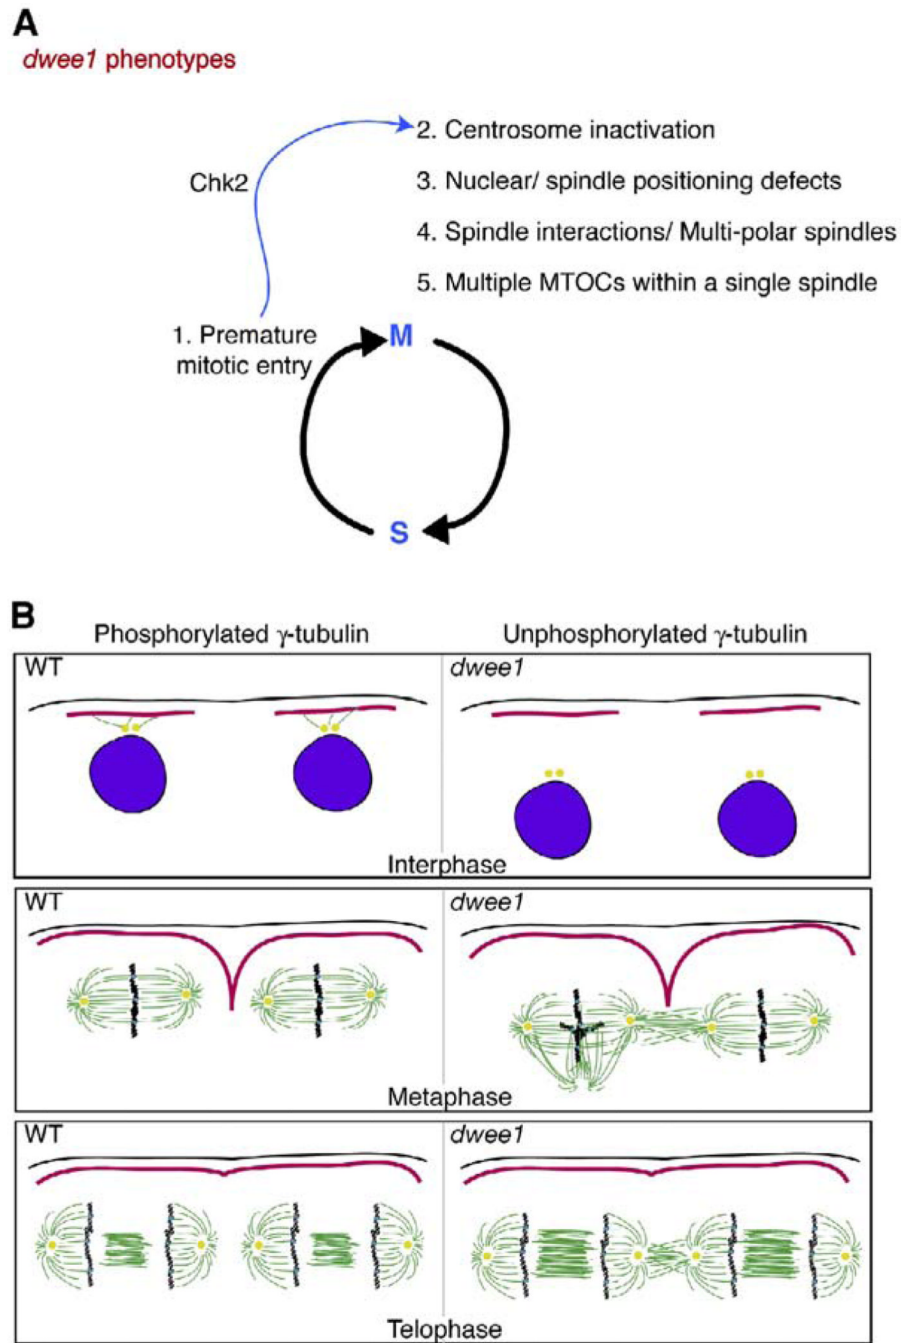 A
dwee1 phenotypes
2. Centrosome inactivation
Chk2
3. Nuclear/ spindle positioning defects
4. Spindle interactions/ Multi-polar spindles
5. Multiple MTOCs within a single spindle
1. Premature
mitotic entry
M
S
B
Phosphorylated γ-tubulin
Unphosphorylated γ-tubulin
WT
dwee1
Interphase
WT
dwee1
Metaphase
WT
dwee1
Telophase